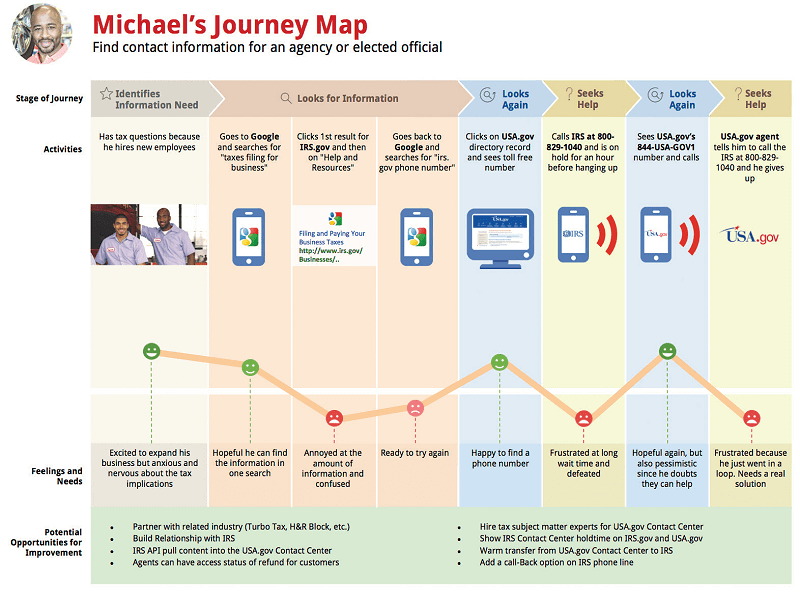 Michael's Journey Map
Find contact information for an agency or elected official
Stage of Journey
Identifies
Information Need
Looks for Information
Looks
Again
Seeks
Help
Looks
Again
Seeks
Help
Activities
Has tax questions because
he hires new employees
Goes to Google
and searches for
"taxes filing for
business"
Clicks 1st result for
IRS.gov and then
on "Help and
Resources"
Goes back to
Google and
searches for "irs.
gov phone number"
Clicks on USA.gov
directory record
and sees toll free
number
Calls IRS at 800-
829-1040 and is on
hold for an hour
before hanging up
Sees USA.gov's
844-USA-GOV1
number and calls
USA.gov agent
tells him to call the
IRS at 800-829-
1040 and he gives
up
Filing and Paying Your
Business Taxes
http://www.irs.gov/
Businesses/..
IRS
USA.gov
USA.gov
Feelings and
Needs
Excited to expand his
business but anxious and
nervous about the tax
implications
Hopeful he can find
the information in
one search
Annoyed at the
amount of
information and
confused
Ready to try again
Happy to find a
phone number
Frustrated at long
wait time and
defeated
Hopeful again, but
also pessimistic
since he doubts
they can help
Frustrated because
he just went in a
loop. Needs a real
solution
Potential
Opportunities for
Improvement
• Partner with related industry (Turbo Tax, H&R Block, etc.)
• Build Relationship with IRS
• IRS API pull content into the USA.gov Contact Center
• Agents can have access status of refund for customers
• Hire tax subject matter experts for USA.gov Contact Center
• Show IRS Contact Center holdtime on IRS.gov and USA.gov
• Warm transfer from USA.gov Contact Center to IRS
• Add a call-Back option on IRS phone line